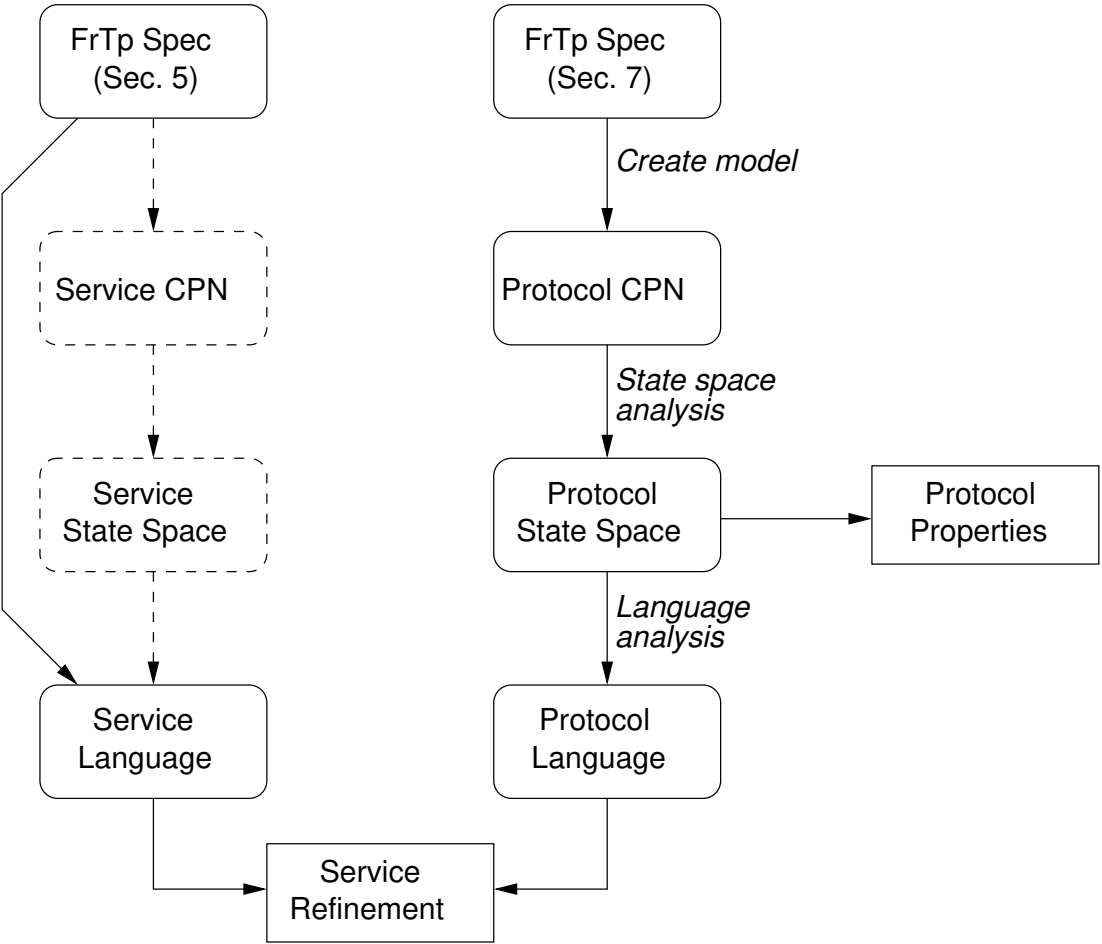 FrTp Spec
(Sec. 5)
FrTp Spec
(Sec. 7)
Create model
Service CPN
Protocol CPN
State space
analysis
Service
State Space
Protocol
State Space
Protocol
Properties
Language
analysis
Service
Language
Protocol
Language
Service
Refinement